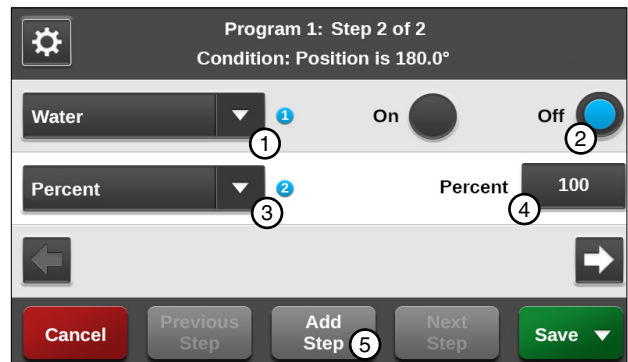 Program 1: Step 2 of 2
Condition: Position is 180.0°
Water 1 On Off
1 2
Percent 2 Percent 100
3 4
Cancel Previous Step Add Step 5 Next Step Save